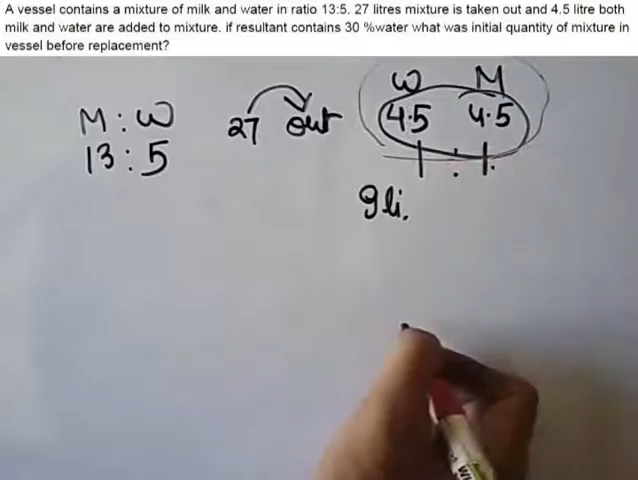 A vessel contains a mixture of milk and water in ratio 13:5. 27 litres mixture is taken out and 4.5 litre both
milk and water are added to mixture. if resultant contains 30 %water what was initial quantity of mixture in
vessel before replacement?
W M
M : W 27 out 4.5 4.5
13 : 5 1 : 1
9 li.